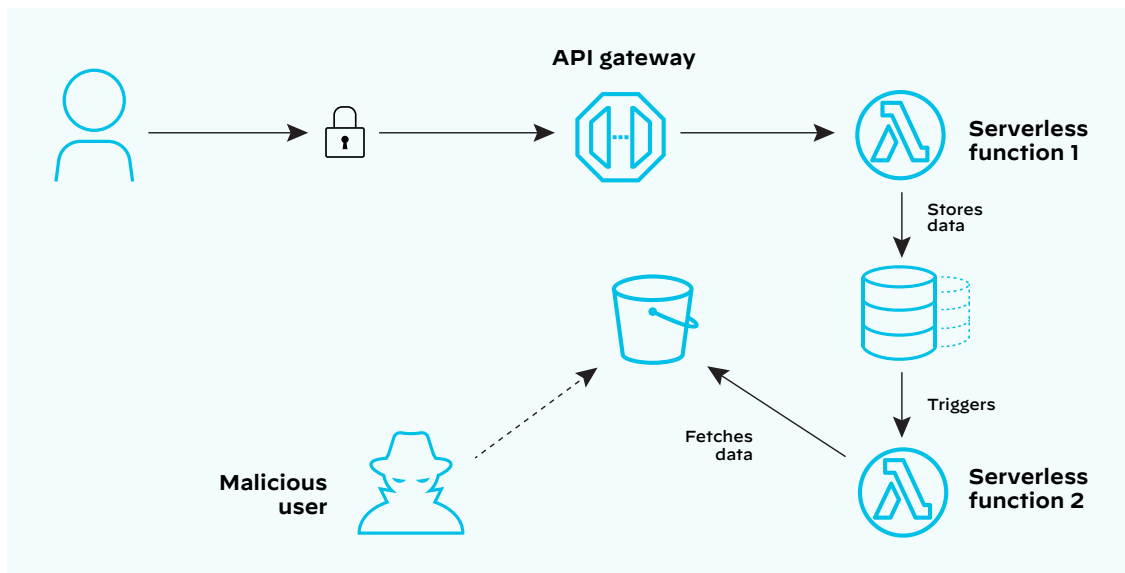 API gateway
Serverless
function 1
Stores
data
Triggers
Fetches
data
Malicious
user
Serverless
function 2